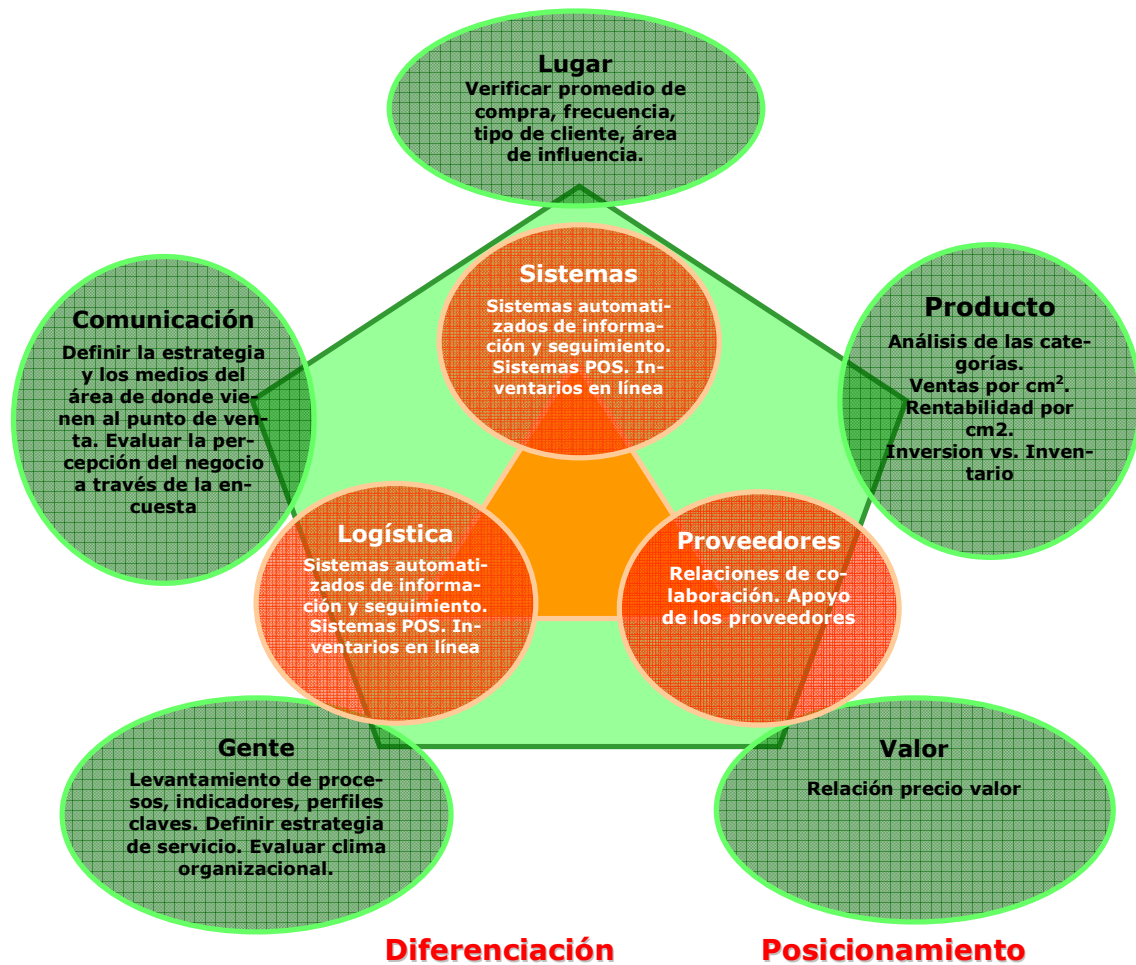 Lugar
Verificar promedio de
compra, frecuencia,
tipo de cliente, área
de influencia.
Sistemas
Sistemas automati-
zados de informa-
ción y seguimiento.
Sistemas POS. In-
ventarios en línea
Comunicación
Definir la estrategia
y los medios del
área de donde vie-
nen al punto de ven-
ta. Evaluar la per-
cepción del negocio
a través de la en-
cuesta
Producto
Análisis de las cate-
gorías.
Ventas por cm².
Rentabilidad por
cm2.
Inversion vs. Inven-
tario
Logística
Sistemas automati-
zados de informa-
ción y seguimiento.
Sistemas POS. In-
ventarios en línea
Proveedores
Relaciones de co-
laboración. Apoyo
de los proveedores
Gente
Levantamiento de proce-
sos, indicadores, perfiles
claves. Definir estrategia
de servicio. Evaluar clima
organizacional.
Valor
Relación precio valor
Diferenciación
Posicionamiento